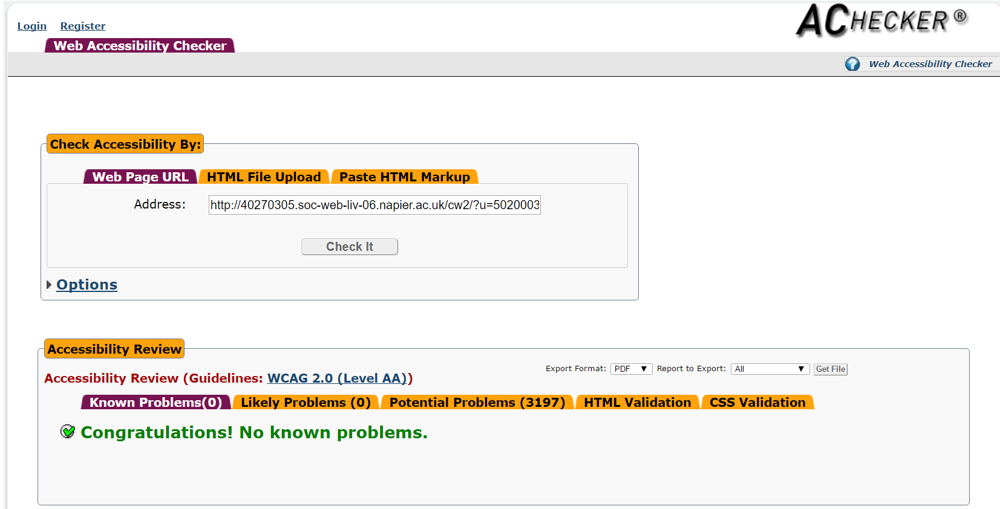 Login Register
ACHECKER ®
Web Accessibility Checker
Web Accessibility Checker
Check Accessibility By:
Web Page URL HTML File Upload Paste HTML Markup
Address: http://40270305.soc-web-liv-06.napier.ac.uk/cw2/?u=5020003
Check It
Options
Accessibility Review
Export Format: PDF Report to Export: All Get File
Accessibility Review (Guidelines: WCAG 2.0 (Level AA))
Known Problems(0) Likely Problems (0) Potential Problems (3197) HTML Validation CSS Validation
Congratulations! No known problems.